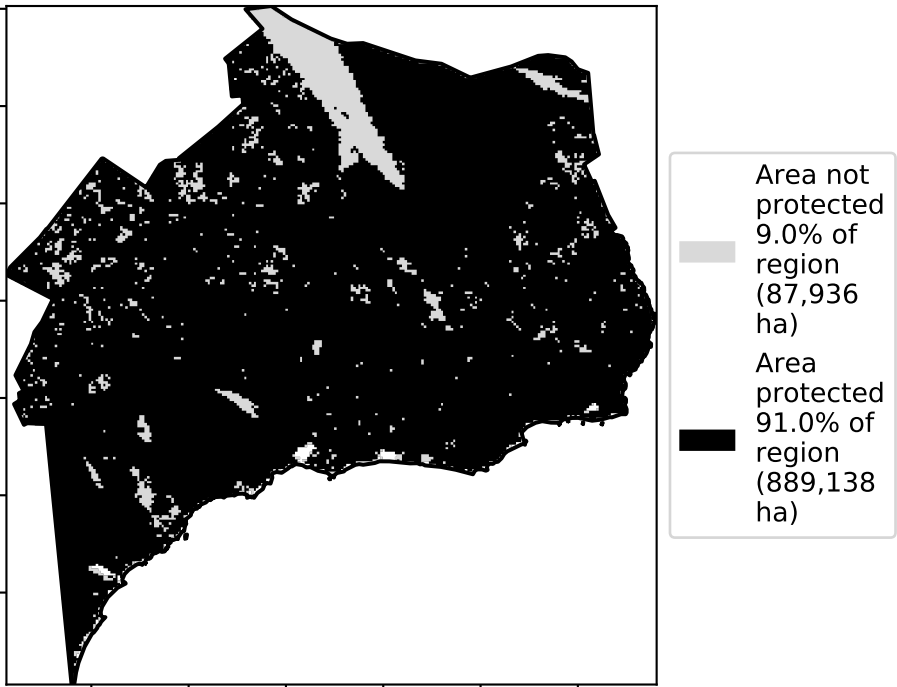 Area not
protected
9.0% of
region
(87,936
ha)
Area
protected
91.0% of
region
(889,138
ha)